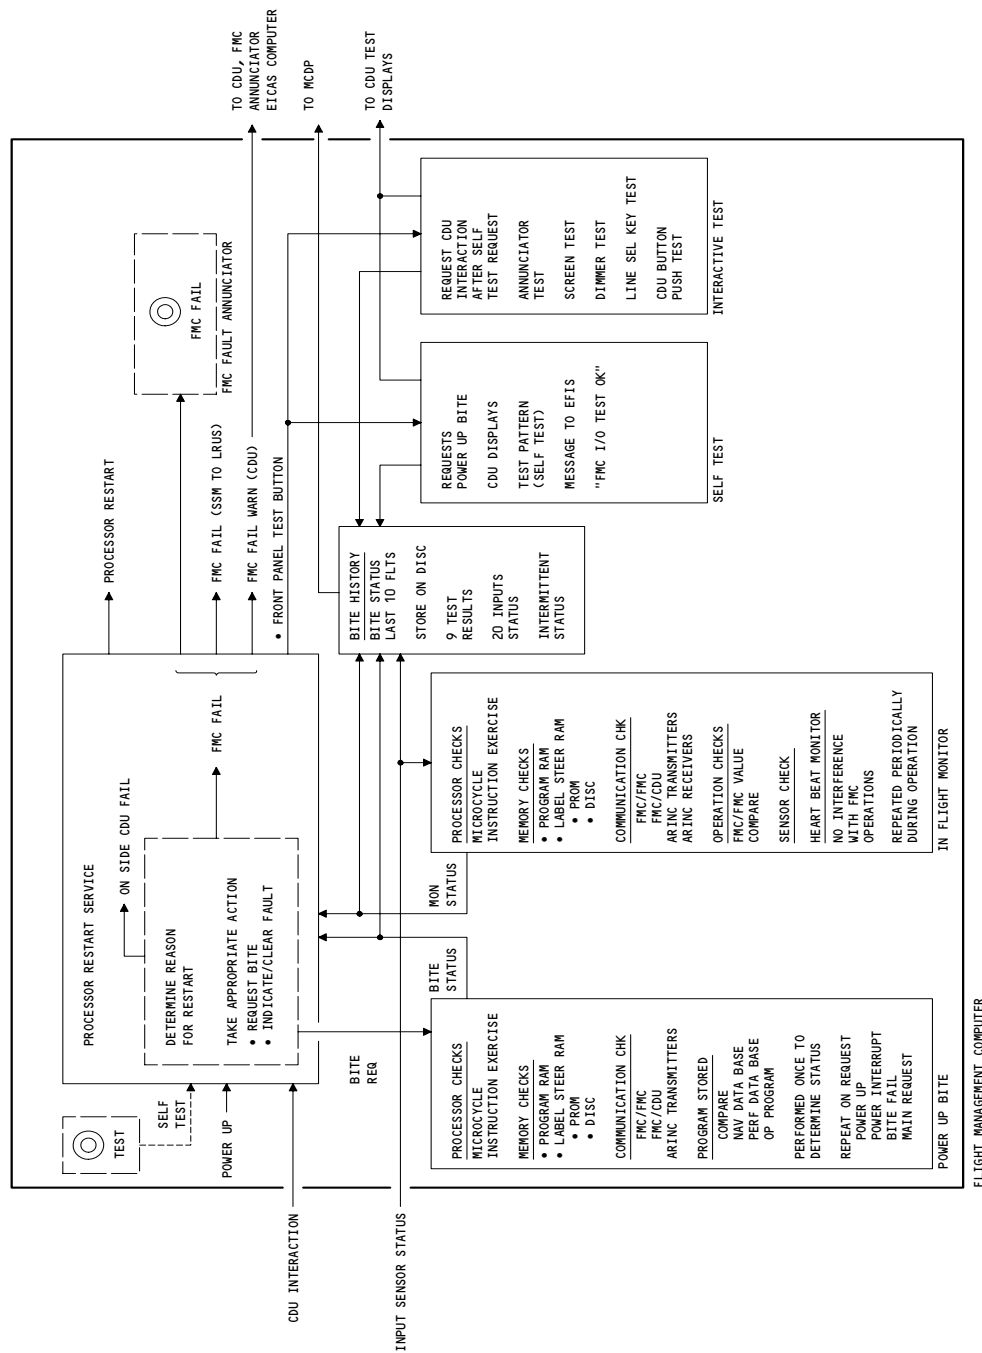 TEST
SELF
TEST
POWER UP
CDU INTERACTION
INPUT SENSOR STATUS
PROCESSOR RESTART SERVICE
DETERMINE REASON
FOR RESTART
TAKE APPROPRIATE ACTION
• REQUEST BITE
• INDICATE/CLEAR FAULT
ON SIDE CDU FAIL
FMC FAIL
PROCESSOR RESTART
FMC FAIL (SSM TO LRUS)
FMC FAIL WARN (CDU)
• FRONT PANEL TEST BUTTON
FMC FAIL
FMC FAULT ANNUNCIATOR
TO CDU, FMC
ANNUNCIATOR
EICAS COMPUTER
TO MCDP
TO CDU TEST
DISPLAYS
BITE
REQ
BITE
STATUS
MON
STATUS
PROCESSOR CHECKS
MICROCYCLE
INSTRUCTION EXERCISE
MEMORY CHECKS
• PROGRAM RAM
• LABEL STEER RAM
• PROM
• DISC
COMMUNICATION CHK
FMC/FMC
FMC/CDU
ARINC TRANSMITTERS
PROGRAM STORED
COMPARE
NAV DATA BASE
PERF DATA BASE
OP PROGRAM
PERFORMED ONCE TO
DETERMINE STATUS
REPEAT ON REQUEST
POWER UP
POWER INTERRUPT
BITE FAIL
MAIN REQUEST
POWER UP BITE
PROCESSOR CHECKS
MICROCYCLE
INSTRUCTION EXERCISE
MEMORY CHECKS
• PROGRAM RAM
• LABEL STEER RAM
• PROM
• DISC
COMMUNICATION CHK
FMC/FMC
FMC/CDU
ARINC TRANSMITTERS
ARINC RECEIVERS
OPERATION CHECKS
FMC/FMC VALUE
COMPARE
SENSOR CHECK
HEART BEAT MONITOR
NO INTERFERENCE
WITH FMC
OPERATIONS
REPEATED PERIODICALLY
DURING OPERATION
IN FLIGHT MONITOR
BITE HISTORY
BITE STATUS
LAST 10 FLTS
STORE ON DISC
9 TEST
RESULTS
20 INPUTS
STATUS
INTERMITTENT
STATUS
REQUESTS
POWER UP BITE
CDU DISPLAYS
TEST PATTERN
(SELF TEST)
MESSAGE TO EFIS
"FMC I/O TEST OK"
SELF TEST
REQUEST CDU
INTERACTION
AFTER SELF
TEST REQUEST
ANNUNCIATOR
TEST
SCREEN TEST
DIMMER TEST
LINE SEL KEY TEST
CDU BUTTON
PUSH TEST
INTERACTIVE TEST
FLIGHT MANAGEMENT COMPUTER